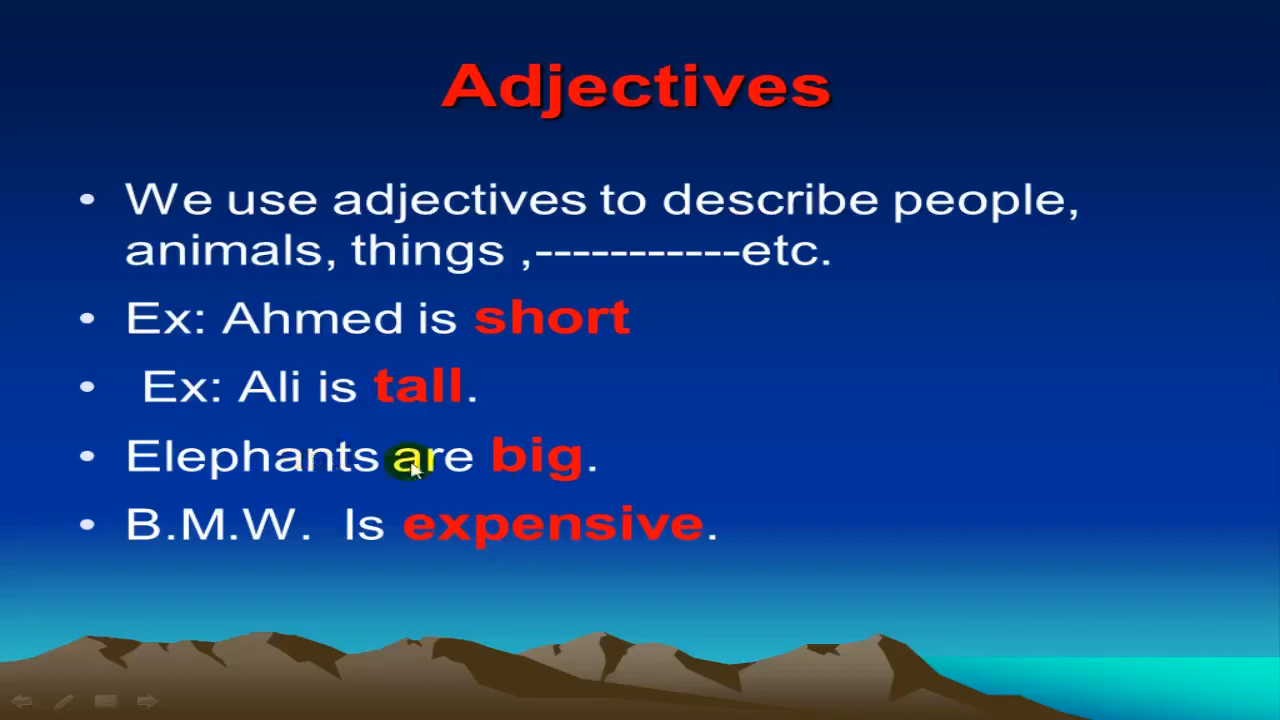 Adjectives
• We use adjectives to describe people,
animals, things ,-----------etc.
• Ex: Ahmed is short
• Ex: Ali is tall.
• Elephants are big.
• B.M.W. Is expensive.